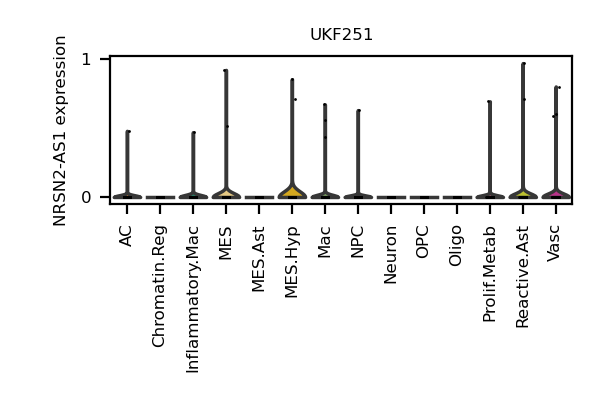 UKF251
NRSN2-AS1 expression
1
0
AC
Chromatin.Reg
Inflammatory.Mac
MES
MES.Ast
MES.Hyp
Mac
NPC
Neuron
OPC
Oligo
Prolif.Metab
Reactive.Ast
Vasc